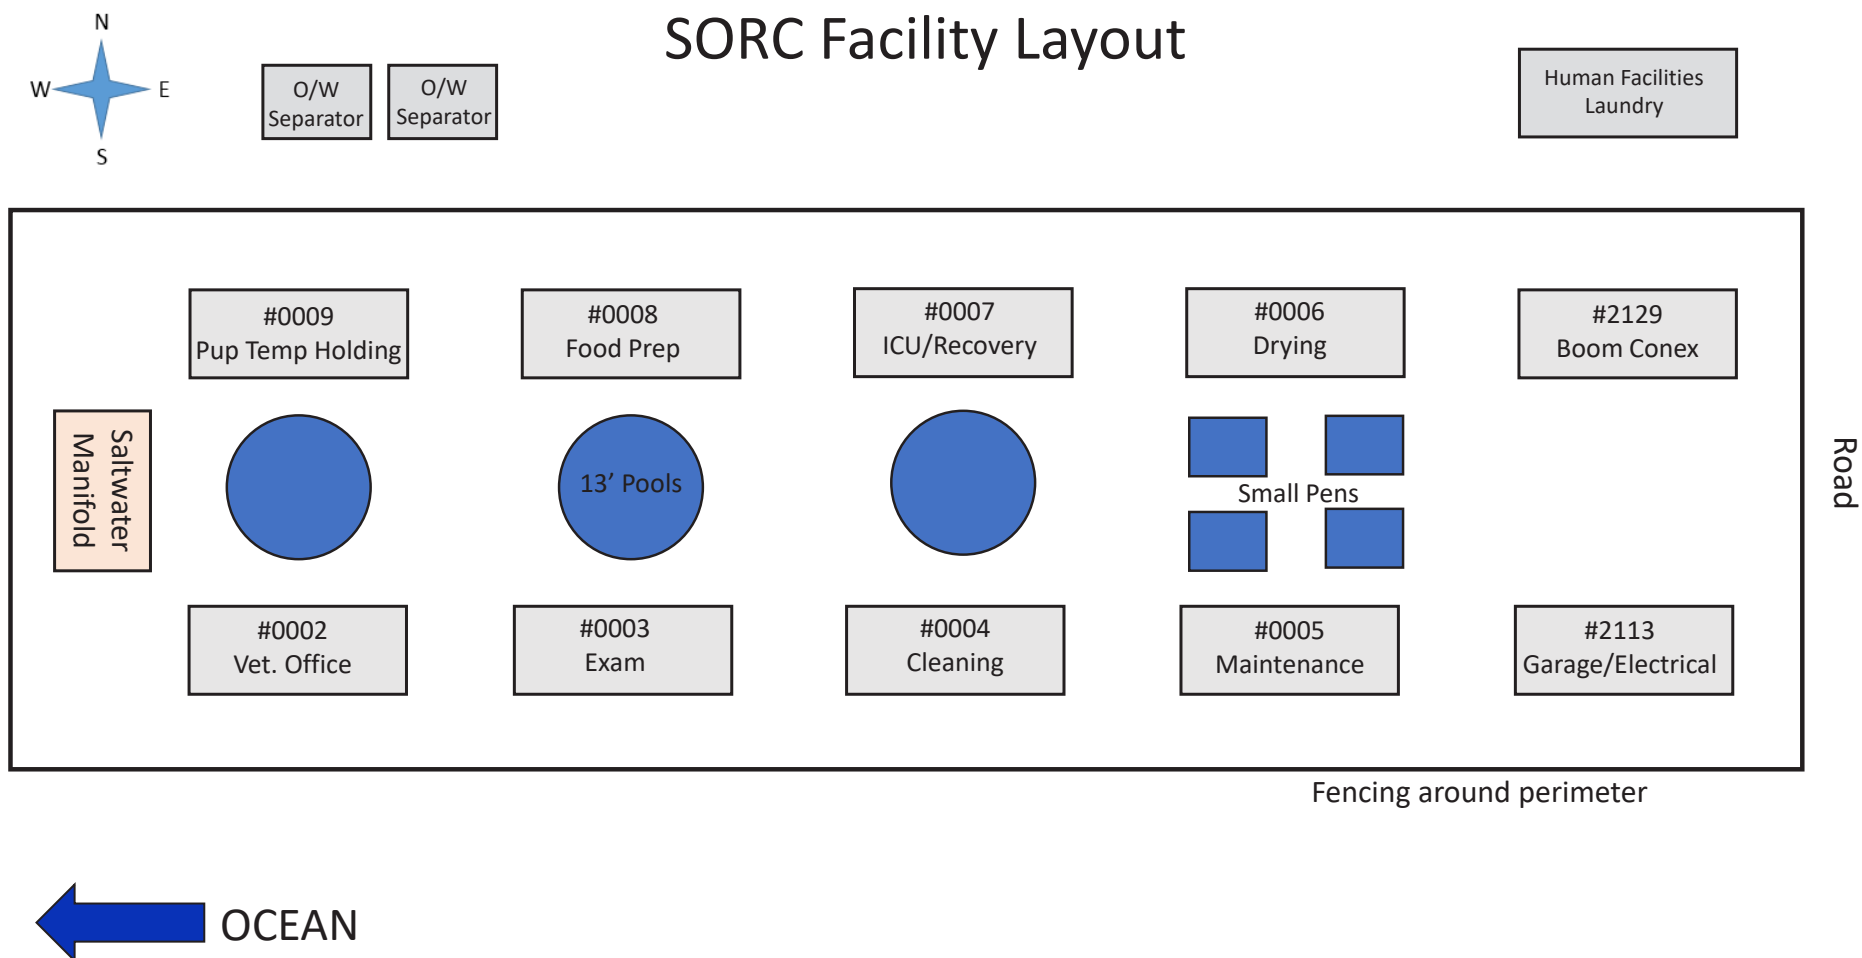 SORC Facility Layout
N
W
E
S
O/W
Separator
O/W
Separator
Human Facilities
Laundry
#0009
Pup Temp Holding
#0008
Food Prep
#0007
ICU/Recovery
#0006
Drying
#2129
Boom Conex
Saltwater
Manifold
13’ Pools
Small Pens
Road
#0002
Vet. Office
#0003
Exam
#0004
Cleaning
#0005
Maintenance
#2113
Garage/Electrical
Fencing around perimeter
OCEAN